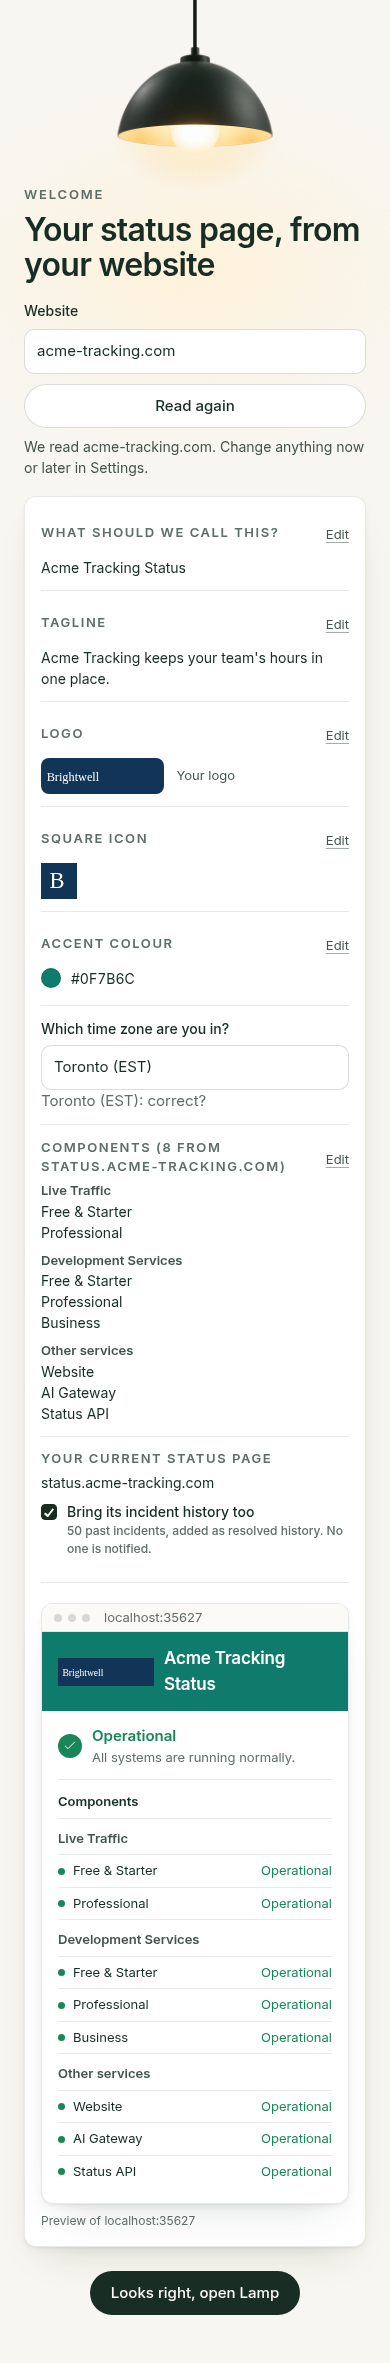 WELCOME
Your status page, from
your website
Website
acme-tracking.com
Read again
We read acme-tracking.com. Change anything now
or later in Settings.
WHAT SHOULD WE CALL THIS?
Edit
Acme Tracking Status
TAGLINE
Edit
Acme Tracking keeps your team's hours in
one place.
LOGO
Edit
Brightwell
Your logo
SQUARE ICON
Edit
B
ACCENT COLOUR
Edit
#0F7B6C
Which time zone are you in?
Toronto (EST)
Toronto (EST): correct?
COMPONENTS (8 FROM
STATUS.ACME-TRACKING.COM)
Edit
Live Traffic
Free & Starter
Professional
Development Services
Free & Starter
Professional
Business
Other services
Website
AI Gateway
Status API
YOUR CURRENT STATUS PAGE
status.acme-tracking.com
Bring its incident history too
50 past incidents, added as resolved history. No
one is notified.
localhost:35627
Brightwell
Acme Tracking
Status
Operational
All systems are running normally.
Components
Live Traffic
Free & Starter Operational
Professional Operational
Development Services
Free & Starter Operational
Professional Operational
Business Operational
Other services
Website Operational
AI Gateway Operational
Status API Operational
Preview of localhost:35627
Looks right, open Lamp